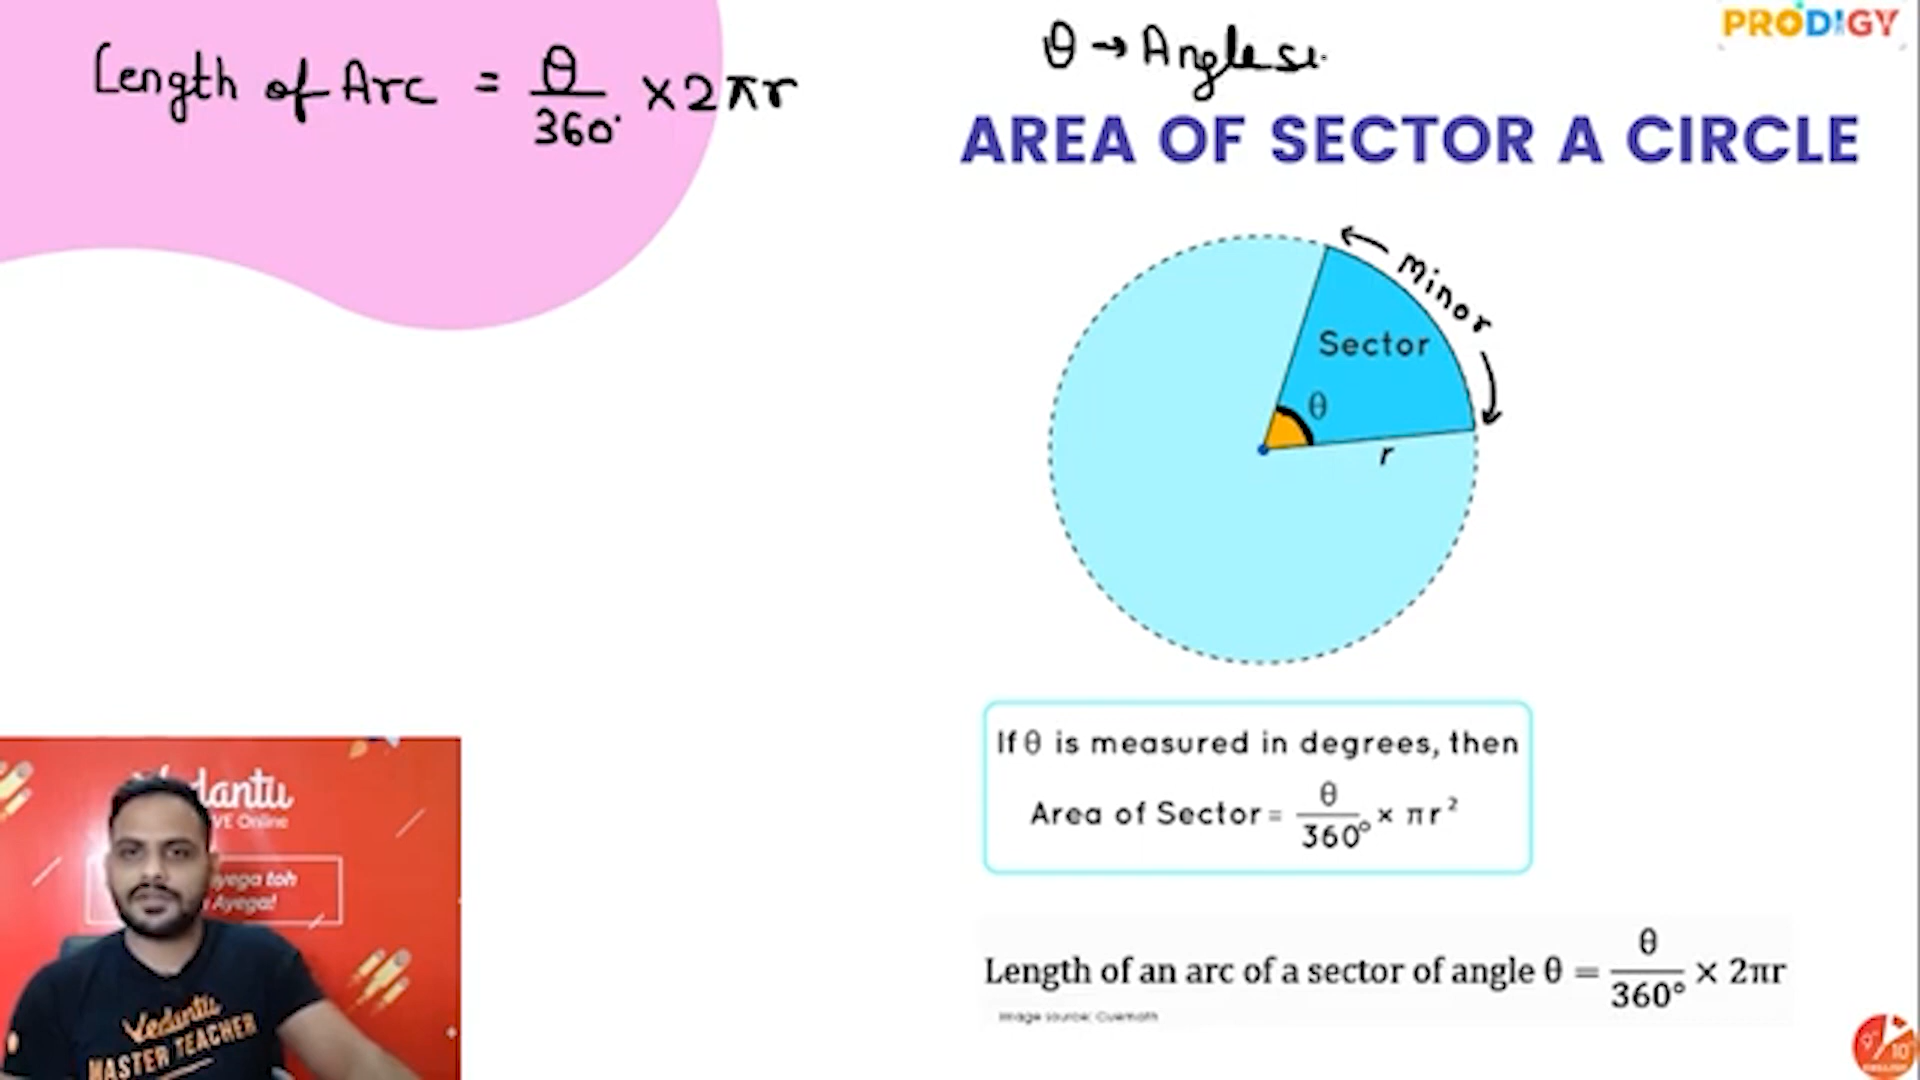 Length of Arc = θ/360° ×2πr
θ → Angle
PRODIGY
AREA OF SECTOR A CIRCLE
Minor
Sector
θ
r
If θ is measured in degrees, then
Area of Sector = θ/360° × πr²
Length of an arc of a sector of angle θ = θ/360° × 2πr
Image source: Cuemath
LIVE Online
toh
Ayega!
Vedantu
MASTER TEACHER